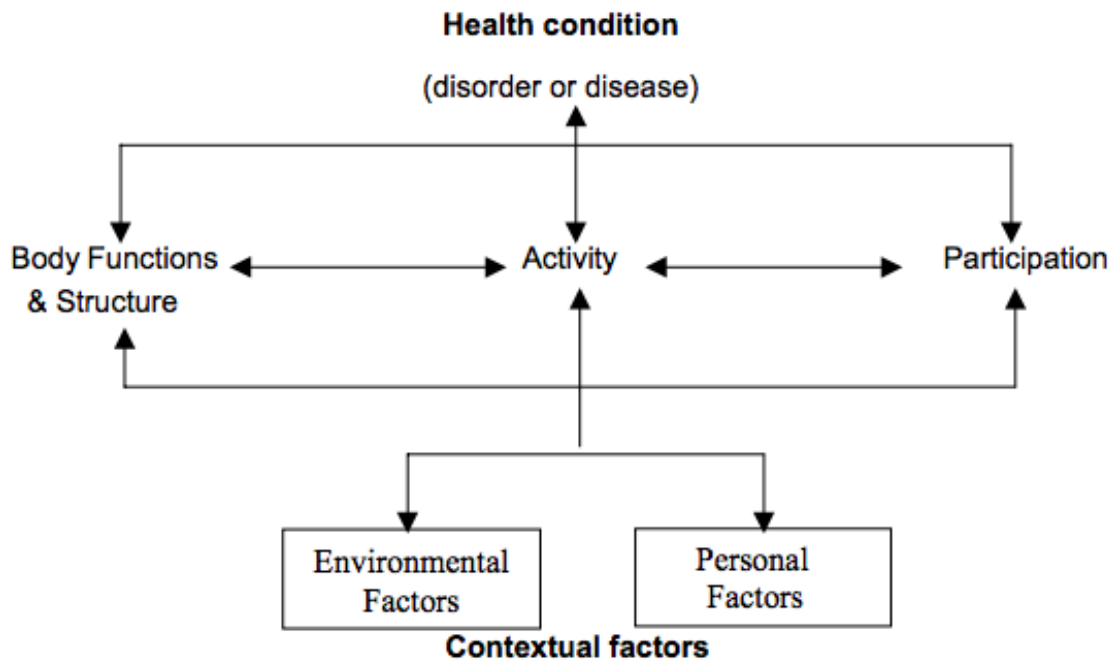 Health condition
(disorder or disease)
Body Functions
& Structure
Activity
Participation
Environmental
Factors
Personal
Factors
Contextual factors